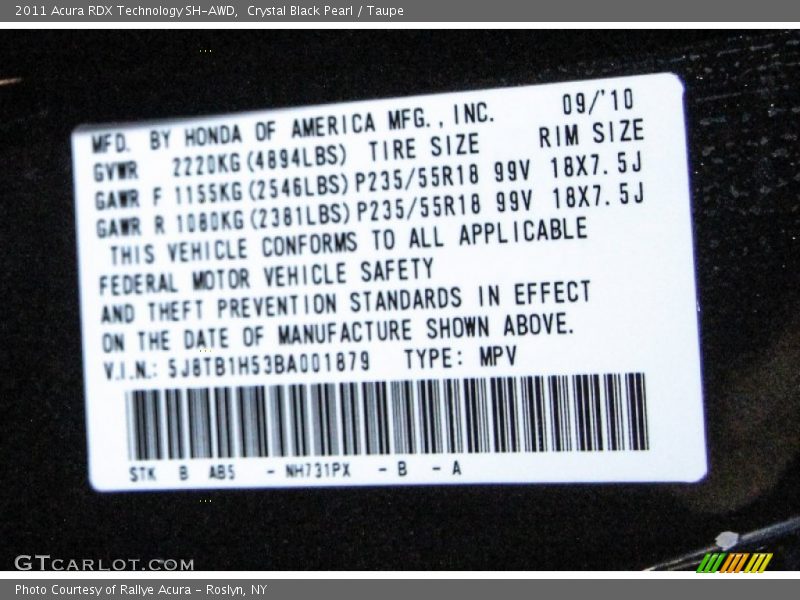 2011 Acura RDX Technology SH-AWD,  Crystal Black Pearl / Taupe
MFD. BY HONDA OF AMERICA MFG., INC. 09/'10
GVWR 2220KG(4894LBS) TIRE SIZE RIM SIZE
GAWR F 1155KG(2546LBS) P235/55R18 99V 18X7.5J
GAWR R 1080KG(2381LBS) P235/55R18 99V 18X7.5J
THIS VEHICLE CONFORMS TO ALL APPLICABLE
FEDERAL MOTOR VEHICLE SAFETY
AND THEFT PREVENTION STANDARDS IN EFFECT
ON THE DATE OF MANUFACTURE SHOWN ABOVE.
V.I.N.: 5J8TB1H53BA001879 TYPE: MPV
STK B AB5 - NH731PX - B - A
GTCARLOT.COM
Photo Courtesy of Rallye Acura - Roslyn, NY